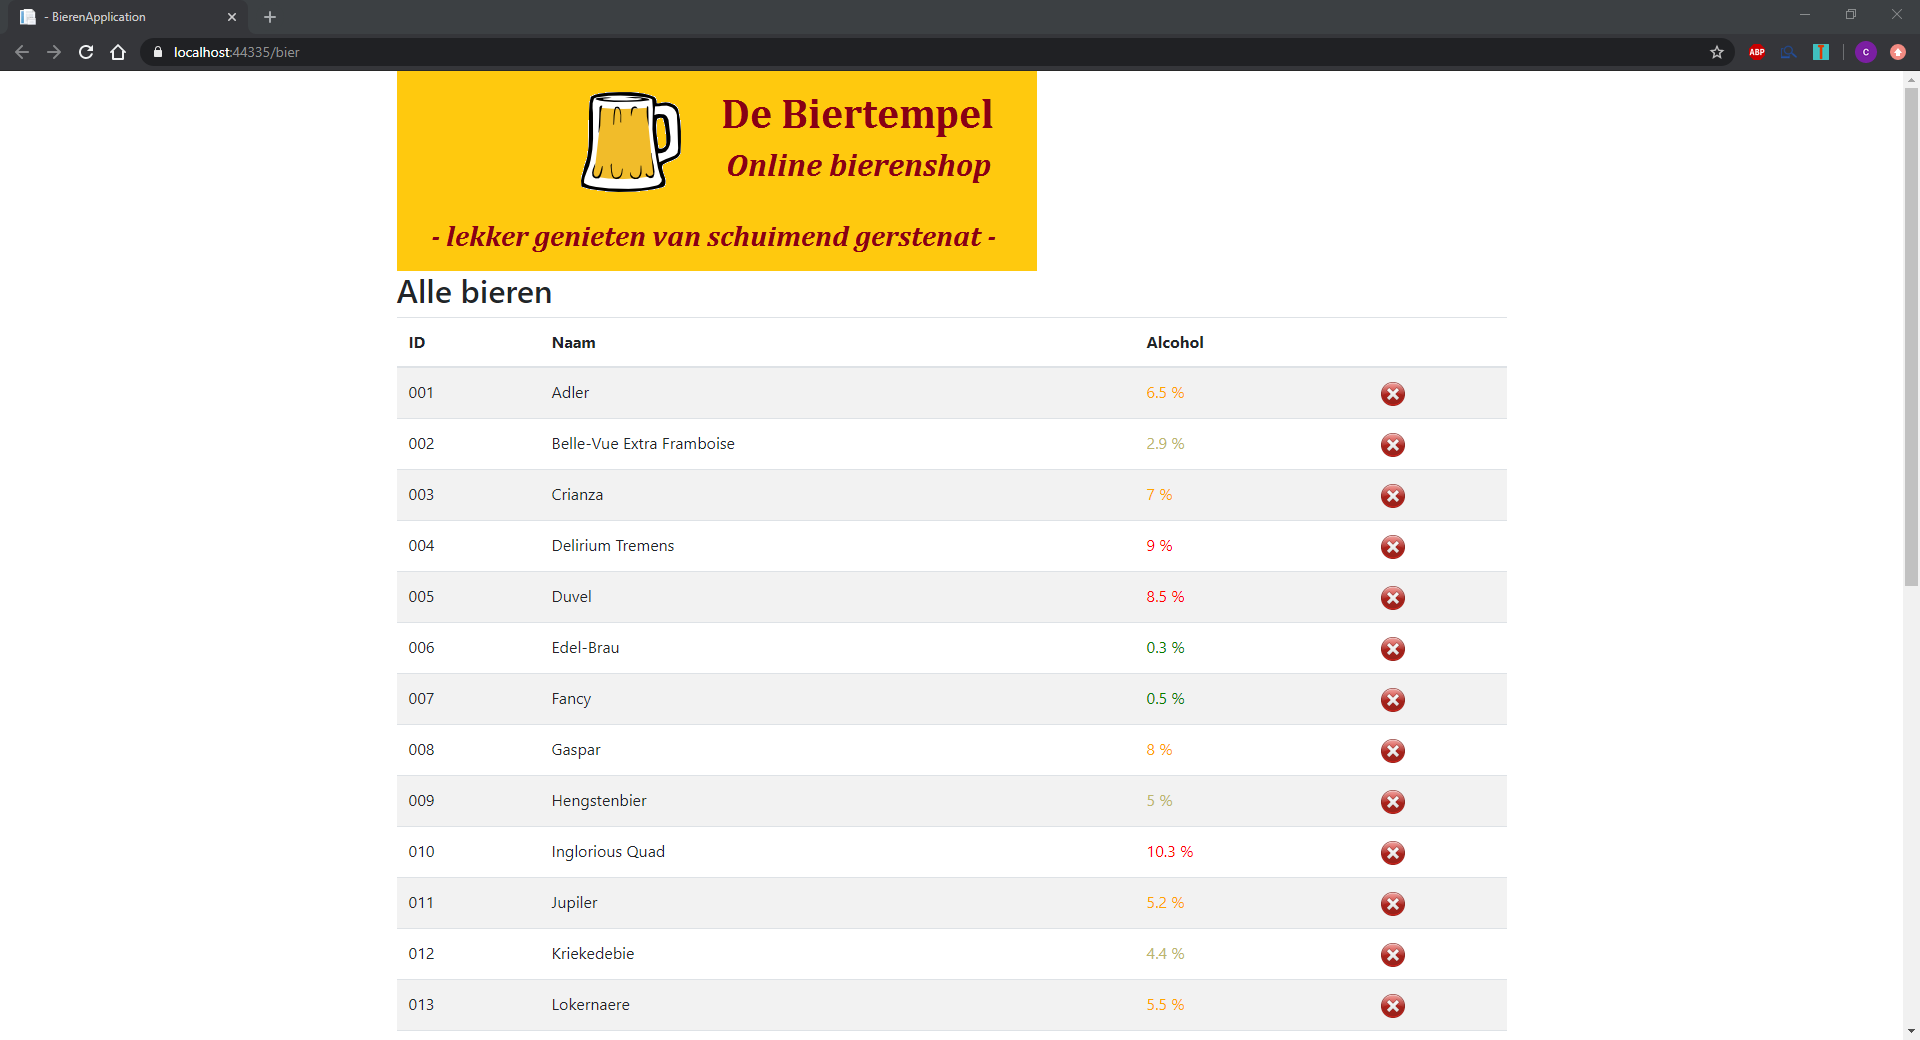 - BierenApplication
localhost:44335/bier
ABP
T
C
De Biertempel
Online bierenshop
- lekker genieten van schuimend gerstenat -
Alle bieren
ID Naam Alcohol
001 Adler 6.5 %
002 Belle-Vue Extra Framboise 2.9 %
003 Crianza 7 %
004 Delirium Tremens 9 %
005 Duvel 8.5 %
006 Edel-Brau 0.3 %
007 Fancy 0.5 %
008 Gaspar 8 %
009 Hengstenbier 5 %
010 Inglorious Quad 10.3 %
011 Jupiler 5.2 %
012 Kriekedebie 4.4 %
013 Lokernaere 5.5 %